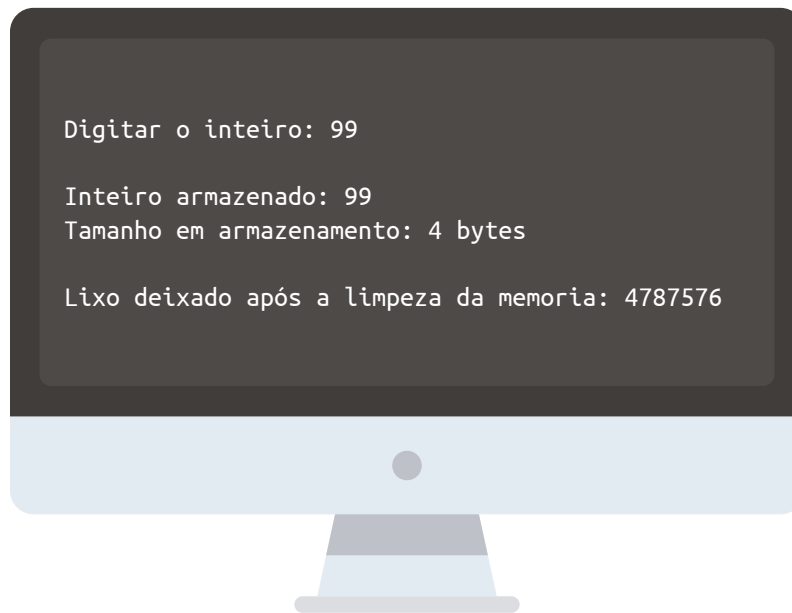 Digitar o inteiro: 99
Inteiro armazenado: 99
Tamanho em armazenamento: 4 bytes
Lixo deixado após a limpeza da memoria: 4787576